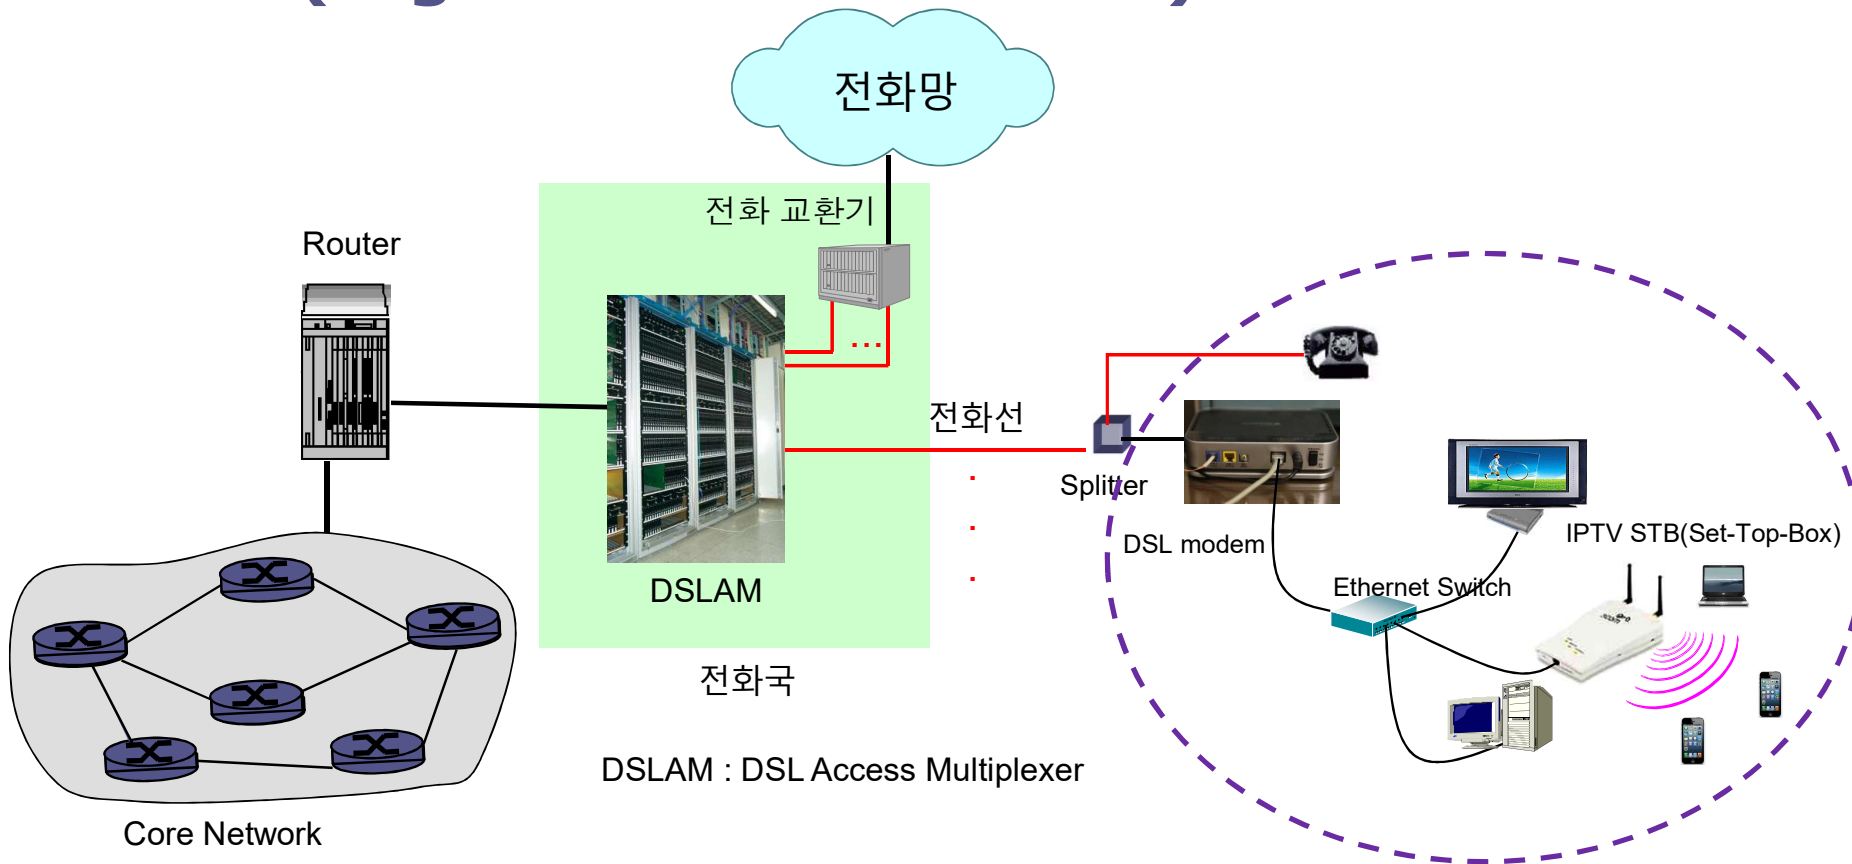 전화망
전화 교환기
Router
...
전화선
Splitter
DSL modem
IPTV STB(Set-Top-Box)
Ethernet Switch
DSLAM
전화국
DSLAM : DSL Access Multiplexer
Core Network